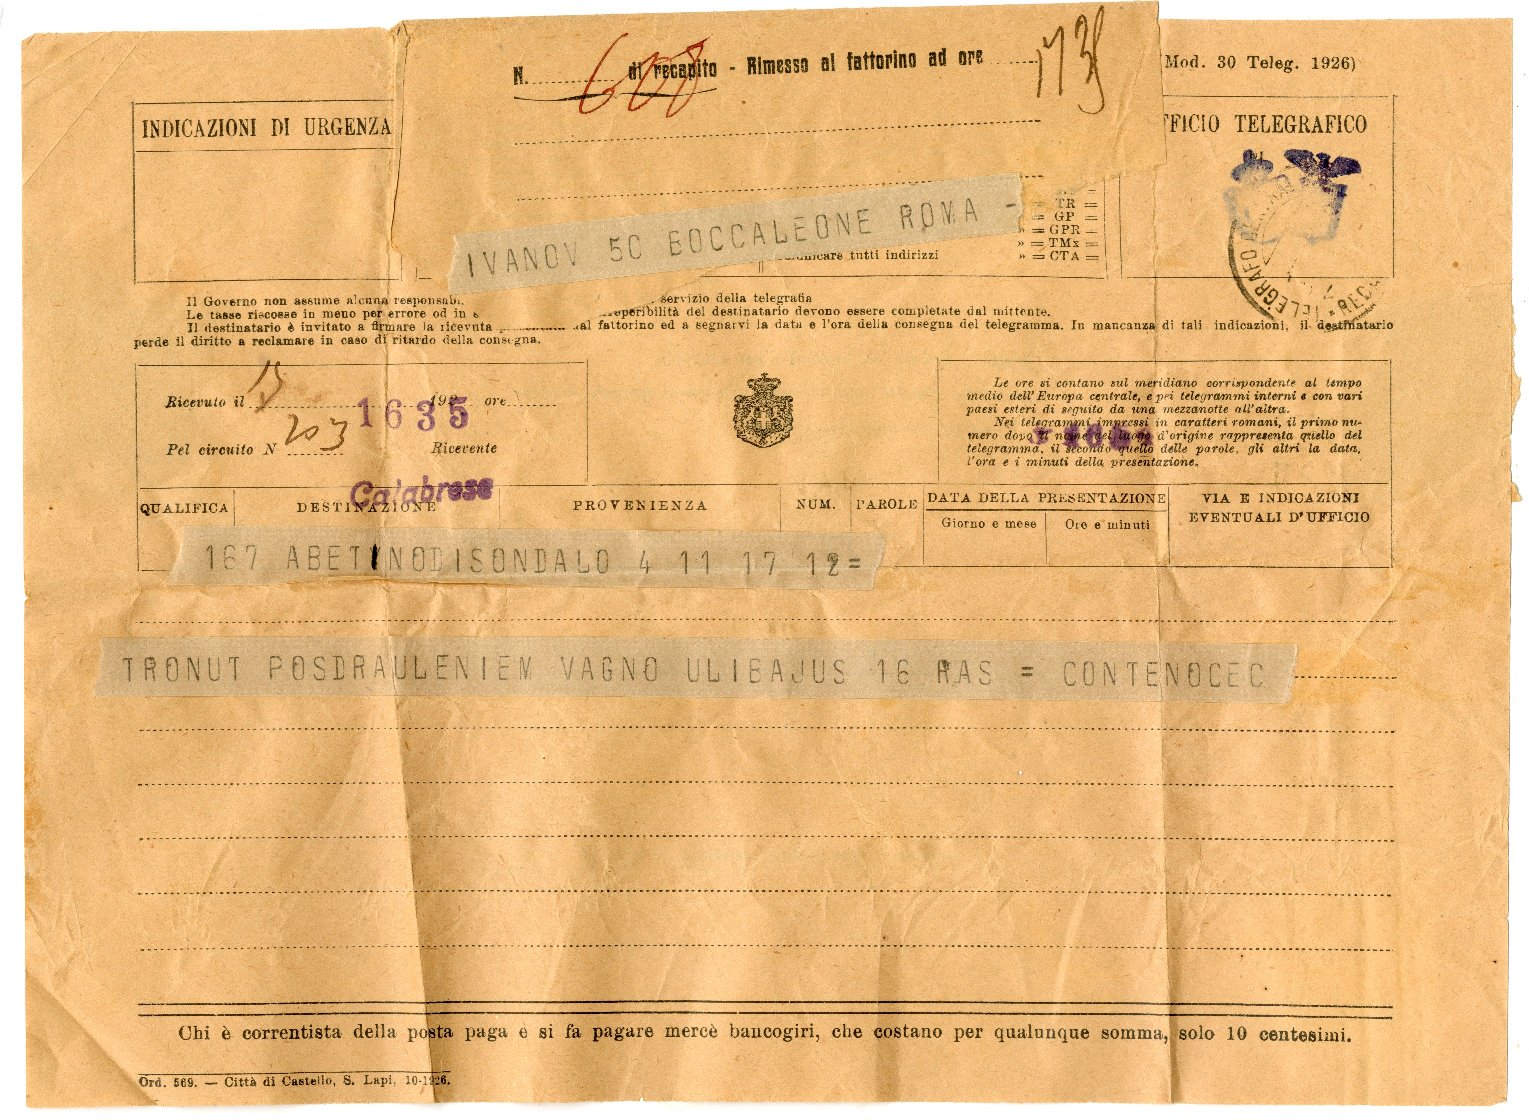 N. 608 di recapito - Rimesso al fattorino ad ore
(Mod. 30 Teleg. 1926)
INDICAZIONI DI URGENZA
FFICIO TELEGRAFICO
IVANOV 50 BOCCALEONE ROMA -
= TR =
= GP =
» = GPR =
» = TMx =
» = CTA =
tutti indirizzi
Il Governo non assume alcuna responsabi servizio della telegrafia
Le tasse riscosse in meno per errore od in destinatario devono essere completate dal mittente.
Il destinatario è invitato a firmare la ricevuta dal fattorino ed a segnarvi la data e l'ora della consegna del telegramma. In mancanza di tali indicazioni, il destinatario
perde il diritto a reclamare in caso di ritardo della consegna.
Ricevuto il 192 ore
1635
Pel circuito N 203 Ricevente
Calabrese
Le ore si contano sul meridiano corrispondente al tempo
medio dell'Europa centrale, e pei telegrammi interni e con vari
paesi esteri di seguito da una mezzanotte all'altra.
Nei telegrammi impressi in caratteri romani, il primo nu-
mero dopo il nome del luogo d'origine rappresenta quello del
telegramma, il secondo quello delle parole, gli altri la data,
l'ora e i minuti della presentazione.
QUALIFICA DESTINAZIONE PROVENIENZA NUM. PAROLE DATA DELLA PRESENTAZIONE VIA E INDICAZIONI
Giorno e mese Ore e minuti EVENTUALI D'UFFICIO
167 ABETINODISONDALO 4 11 17 12 =
TRONUT POSDRAULENIEM VAGNO ULIBAJUS 16 RAS = CONTENOCEC
Chi è correntista della posta paga e si fa pagare mercè bancogiri, che costano per qualunque somma, solo 10 centesimi.
Ord. 569. — Città di Castello, S. Lapi, 10-1926.